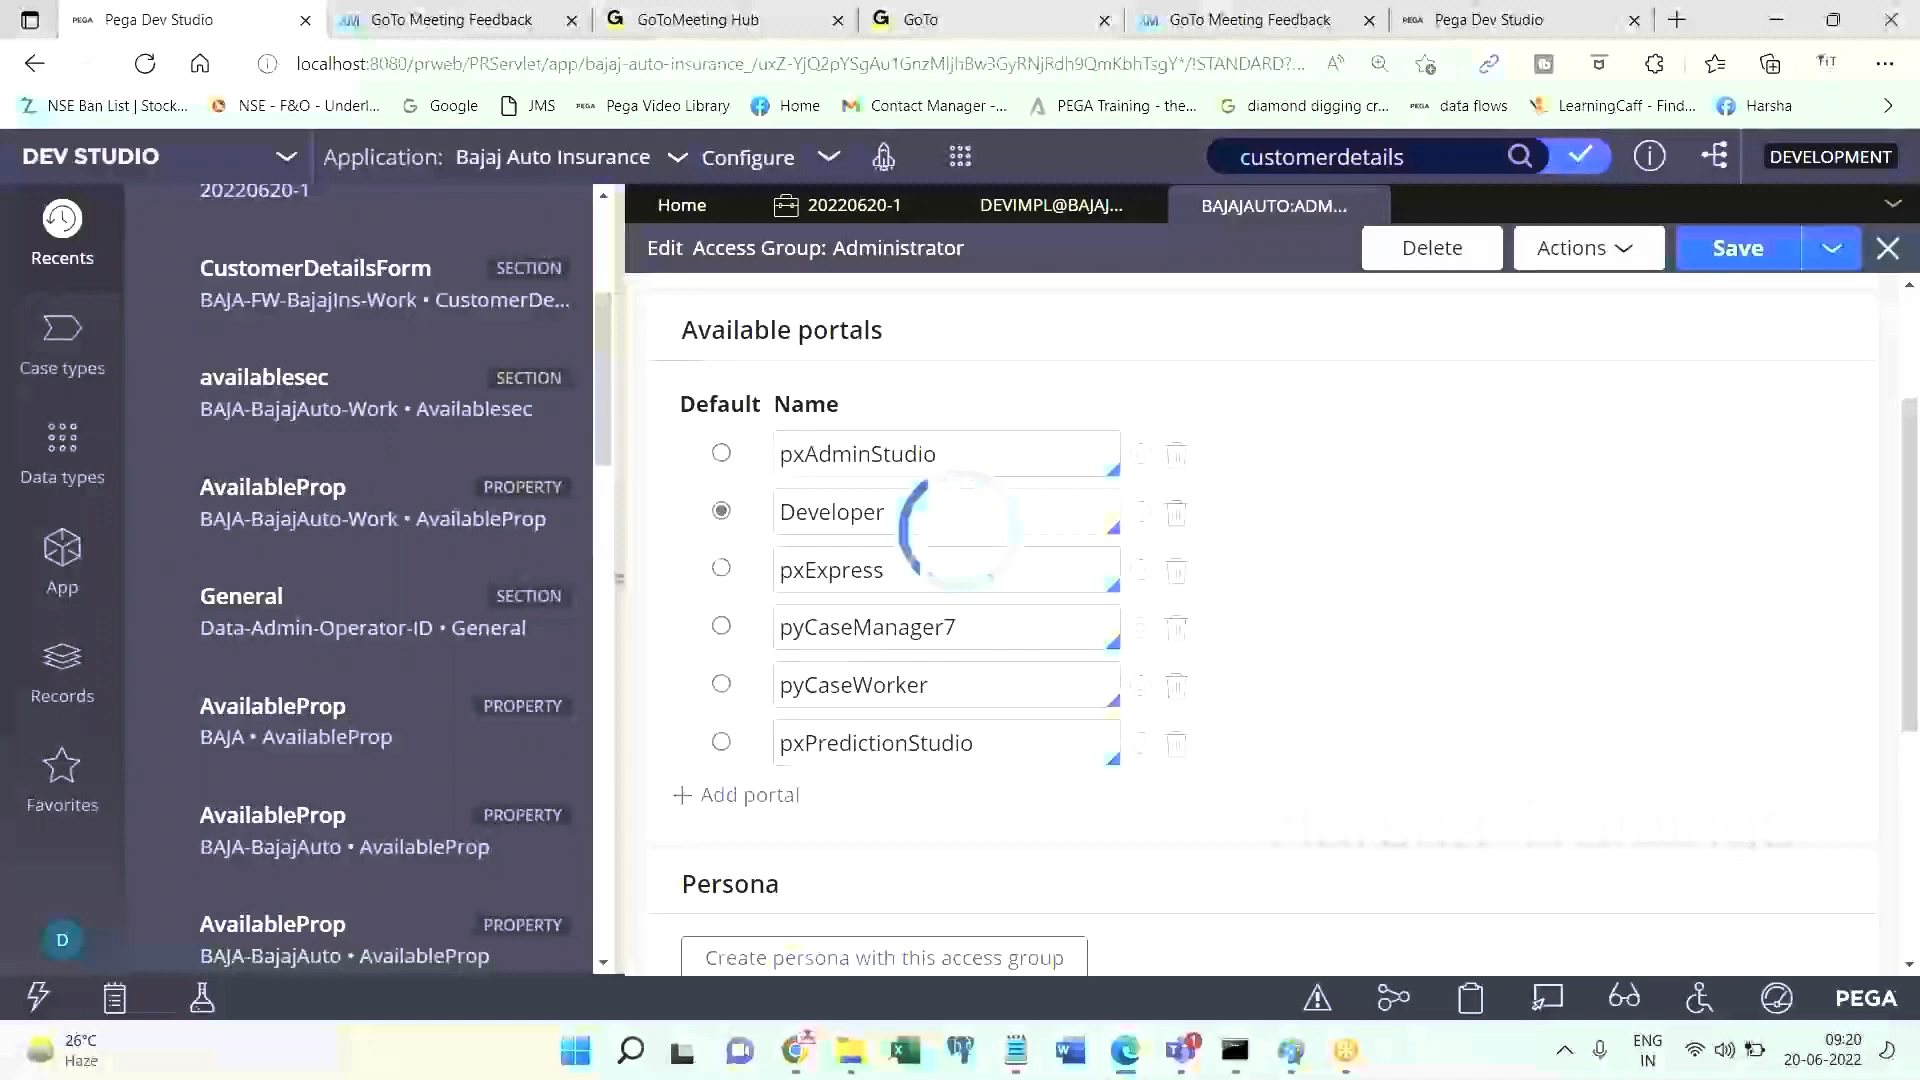 PEGA Pega Dev Studio
GoTo Meeting Feedback
GoToMeeting Hub
GoTo
GoTo Meeting Feedback
PEGA Pega Dev Studio
localhost:8080/prweb/PRServlet/app/bajaj-auto-insurance_/uxZ-YjQ2pYSgAu1GnzMljhBw3GyRNjRdh9QmKbhTsgY*/!STANDARD?...
NSE Ban List | Stock...
NSE - F&O - Underl...
Google
JMS
PEGA Pega Video Library
Home
Contact Manager -...
PEGA Training - the...
diamond digging cr...
PEGA data flows
LearningCaff - Find...
Harsha
DEV STUDIO
Application: Bajaj Auto Insurance
Configure
customerdetails
DEVELOPMENT
Recents
Case types
Data types
App
Records
Favorites
D
20220620-1
CustomerDetailsForm SECTION
BAJA-FW-BajajIns-Work • CustomerDe...
availablesec SECTION
BAJA-BajajAuto-Work • Availablesec
AvailableProp PROPERTY
BAJA-BajajAuto-Work • AvailableProp
General SECTION
Data-Admin-Operator-ID • General
AvailableProp PROPERTY
BAJA • AvailableProp
AvailableProp PROPERTY
BAJA-BajajAuto • AvailableProp
AvailableProp PROPERTY
BAJA-BajajAuto • AvailableProp
Home
20220620-1
DEVIMPL@BAJAJ...
BAJAJAUTO:ADM...
Edit Access Group: Administrator
Delete
Actions
Save
Available portals
Default Name
pxAdminStudio
Developer
pxExpress
pyCaseManager7
pyCaseWorker
pxPredictionStudio
+ Add portal
Persona
Create persona with this access group
PEGA
26°C
Haze
1
ENG
IN
09:20
20-06-2022